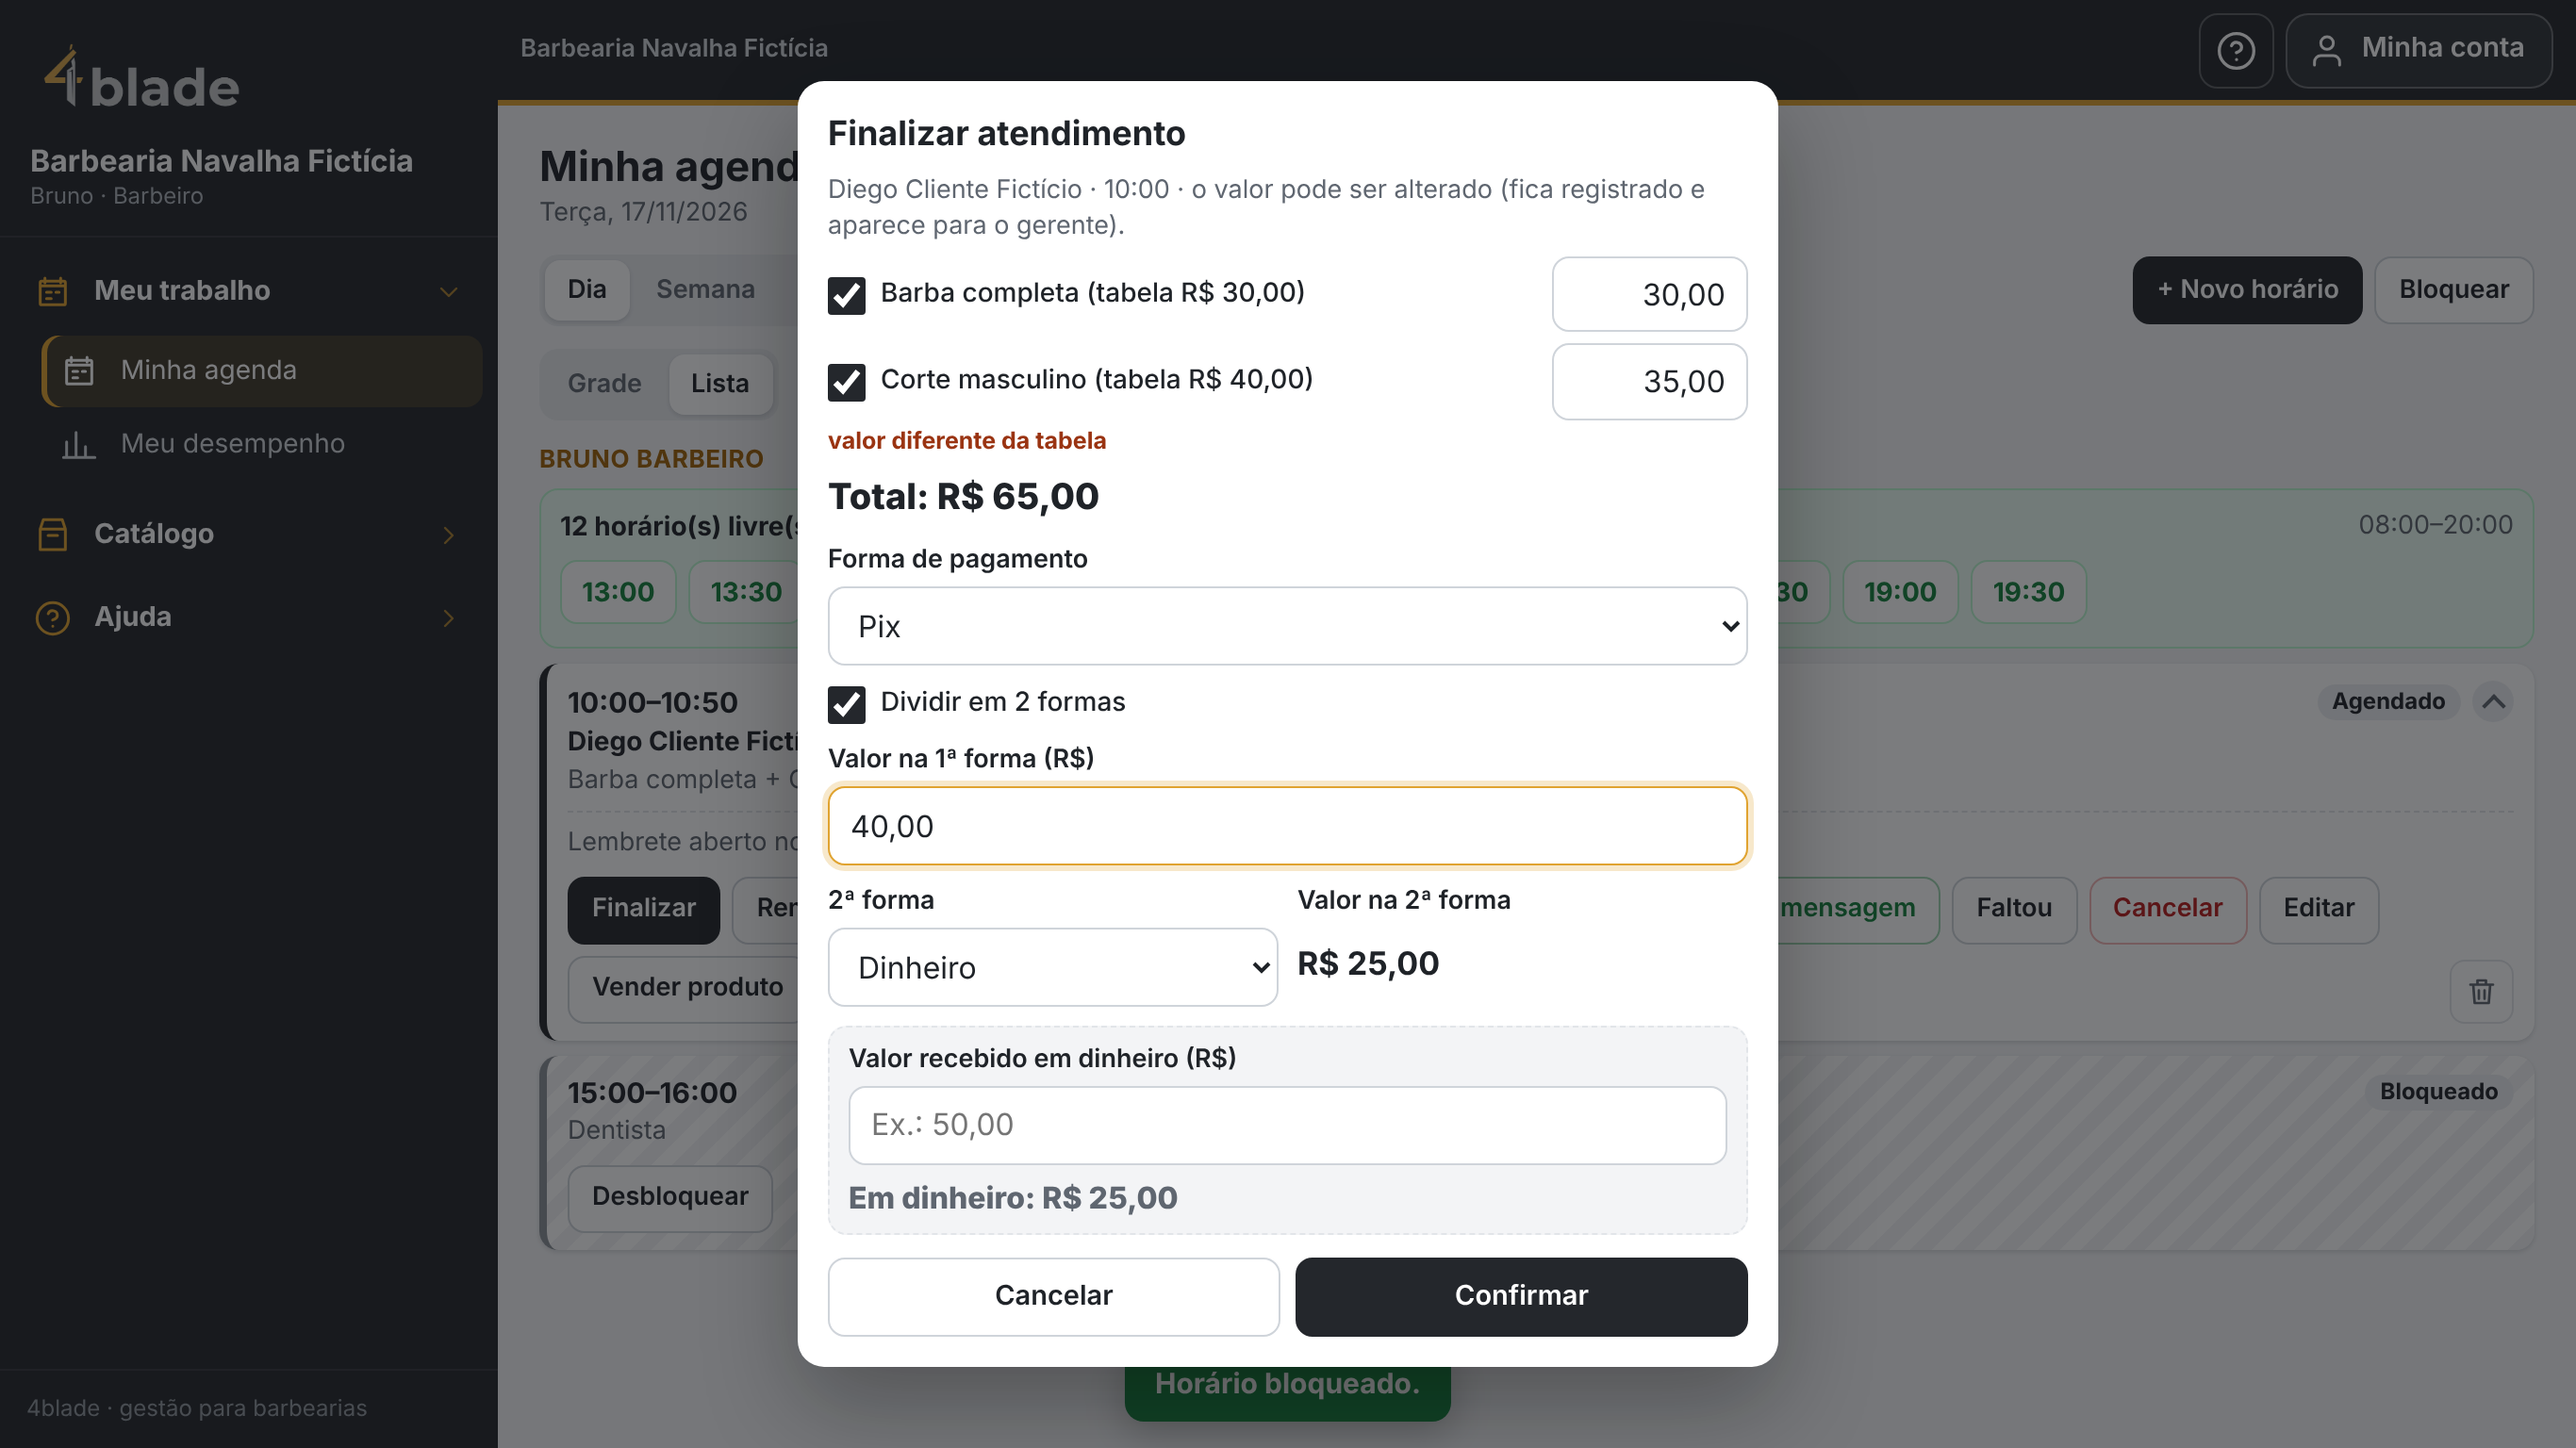 4blade
Barbearia Navalha Fictícia
Bruno · Barbeiro
Meu trabalho
Minha agenda
Meu desempenho
Catálogo
Ajuda
4blade · gestão para barbearias
Barbearia Navalha Fictícia
Minha conta
Terça, 17/11/2026
Dia
Semana
+ Novo horário
Bloquear
Grade
Lista
BRUNO BARBEIRO
12 horário(s)
08:00–20:00
13:00
13:30
19:00
19:30
10:00–10:50
Agendado
Diego Cliente
Barba completa +
Lembrete aberto
Finalizar
mensagem
Faltou
Cancelar
Editar
Vender produto
15:00–16:00
Bloqueado
Dentista
Desbloquear
Finalizar atendimento
Diego Cliente Fictício · 10:00 · o valor pode ser alterado (fica registrado e
aparece para o gerente).
Barba completa (tabela R$ 30,00)
30,00
Corte masculino (tabela R$ 40,00)
35,00
valor diferente da tabela
Total: R$ 65,00
Forma de pagamento
Pix
Dividir em 2 formas
Valor na 1ª forma (R$)
40,00
2ª forma
Valor na 2ª forma
Dinheiro
R$ 25,00
Valor recebido em dinheiro (R$)
Ex.: 50,00
Em dinheiro: R$ 25,00
Cancelar
Confirmar
Horário bloqueado.